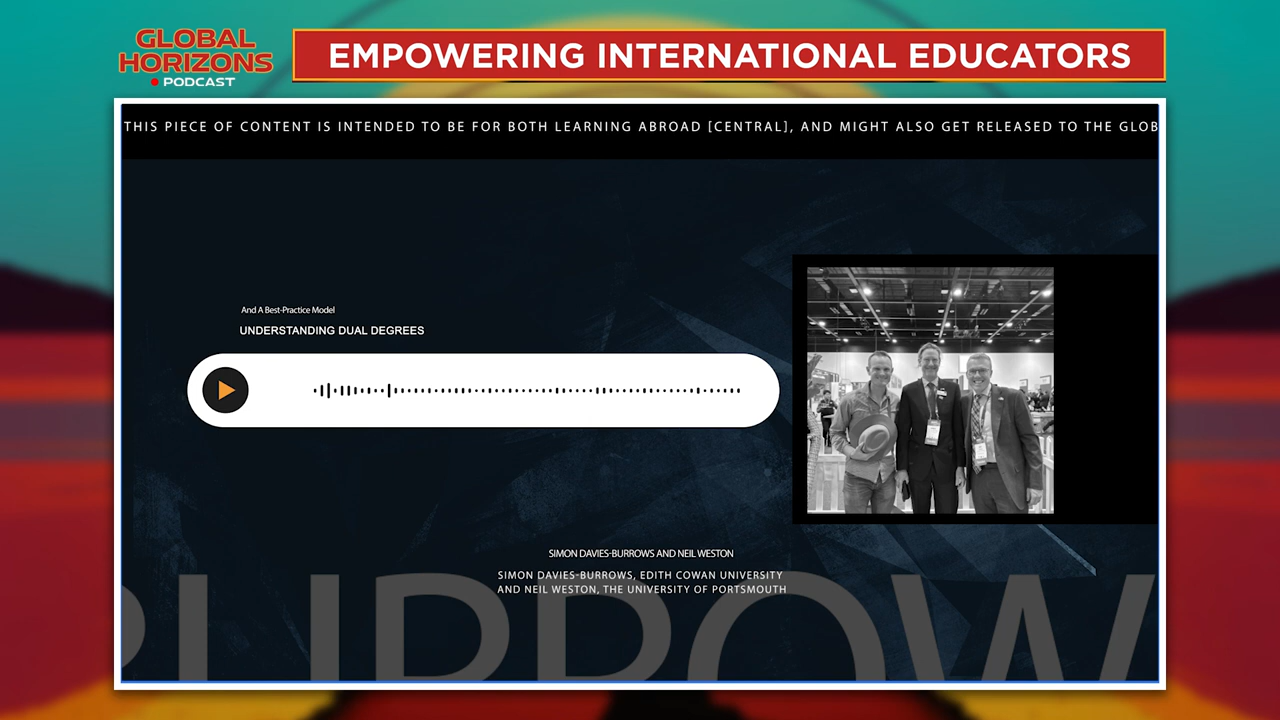 GLOBAL
HORIZONS
PODCAST
EMPOWERING INTERNATIONAL EDUCATORS
THIS PIECE OF CONTENT IS INTENDED TO BE FOR BOTH LEARNING ABROAD [CENTRAL], AND MIGHT ALSO GET RELEASED TO THE GLOB
And A Best-Practice Model
UNDERSTANDING DUAL DEGREES
SIMON DAVIES-BURROWS AND NEIL WESTON
SIMON DAVIES-BURROWS, EDITH COWAN UNIVERSITY
AND NEIL WESTON, THE UNIVERSITY OF PORTSMOUTH
BURROW